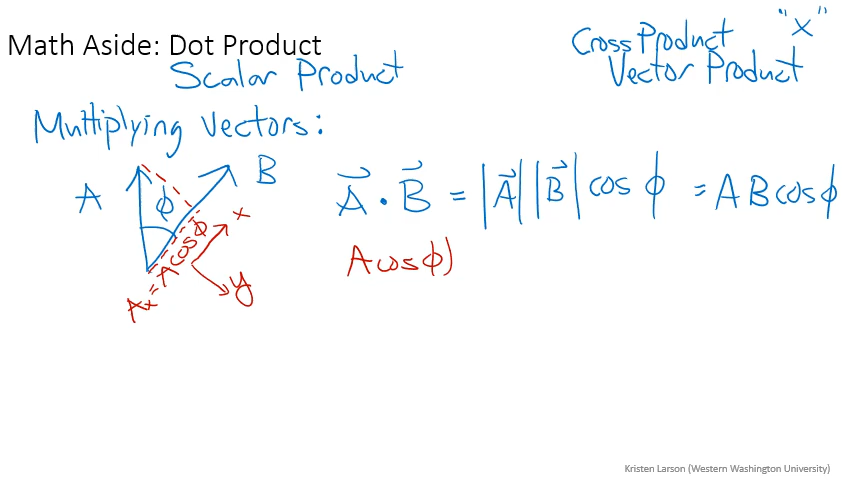 Math Aside: Dot Product
Scalar Product
Cross Product "x"
Vector Product
Multiplying Vectors:
A
ϕ
B
x
y
Ax = A cos ϕ
A⃗ · B⃗ = |A⃗| |B⃗| cos ϕ = A B cos ϕ
A cos ϕ)
Kristen Larson (Western Washington University)